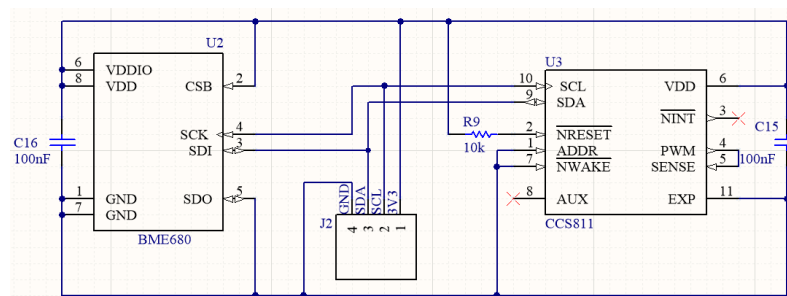 U2
6 VDDIO
8 VDD
CSB 2
SCK 4
SDI 3
1 GND
7 GND
SDO 5
BME680
C16
100nF
GND
SDA
SCL
3V3
J2
4 3 2 1
R9
10k
U3
10 SCL
9 SDA
2 NRESET
1 ADDR
7 NWAKE
8 AUX
VDD 6
NINT 3
PWM 4
SENSE 5
EXP 11
CCS811
C15
100nF